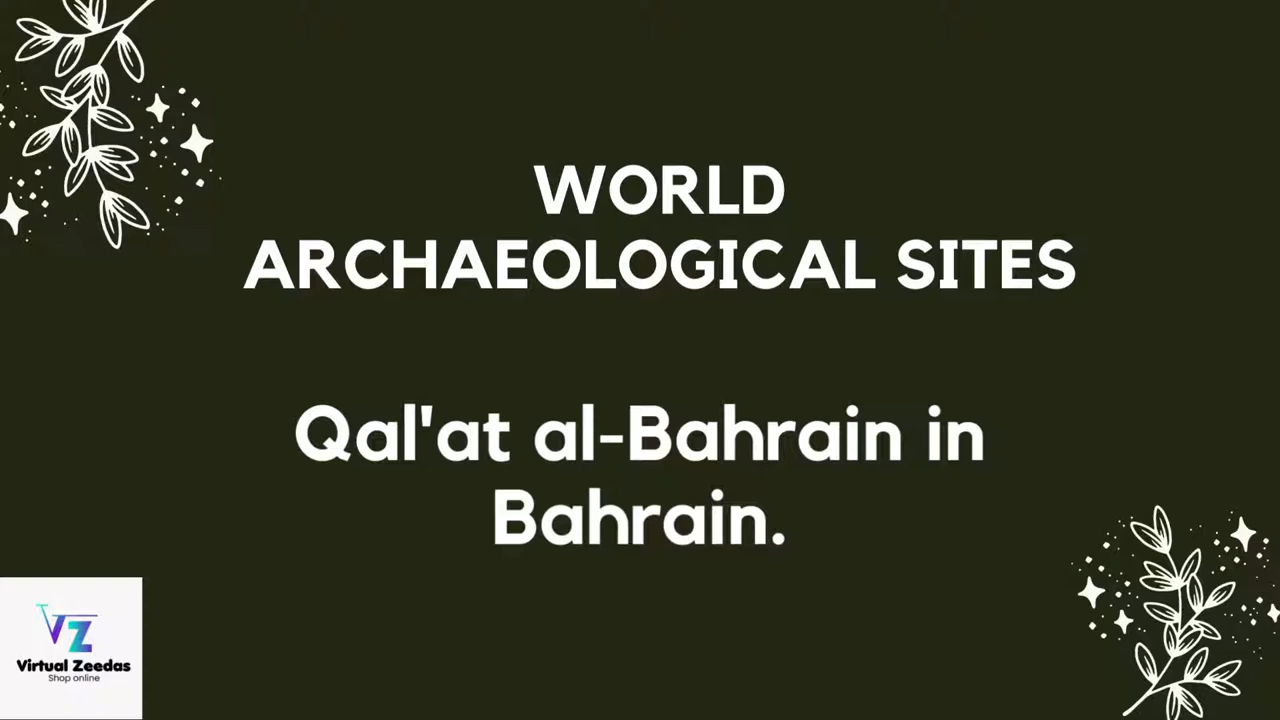 WORLD
ARCHAEOLOGICAL SITES
Qal'at al-Bahrain in
Bahrain.
VZ
Virtual Zeedas
Shop online